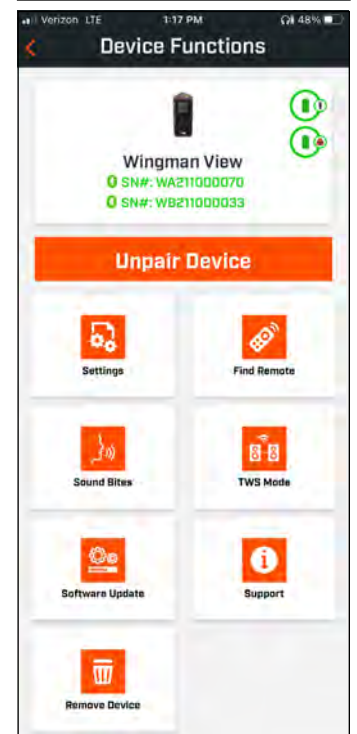 Verizon LTE 1:17 PM 48%
Device Functions
Wingman View
SN#: WA211000070
SN#: WB211000033
Unpair Device
Settings Find Remote
Sound Bites TWS Mode
Software Update Support
Remove Device